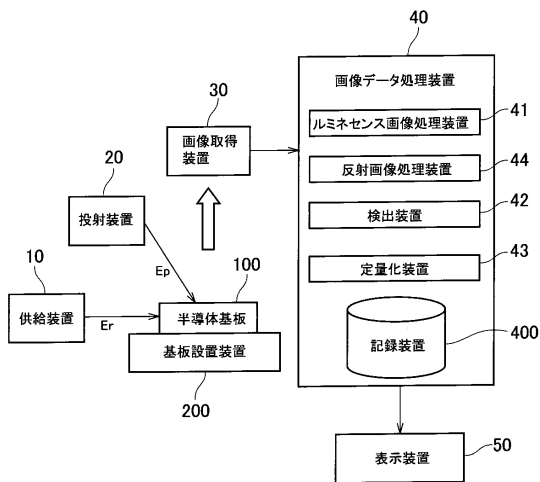 40
画像データ処理装置
41
ルミネセンス画像処理装置
44
反射画像処理装置
42
検出装置
43
定量化装置
記録装置
400
30
画像取得
装置
20
投射装置
Ep
10
供給装置
Er
100
半導体基板
基板設置装置
200
表示装置
50